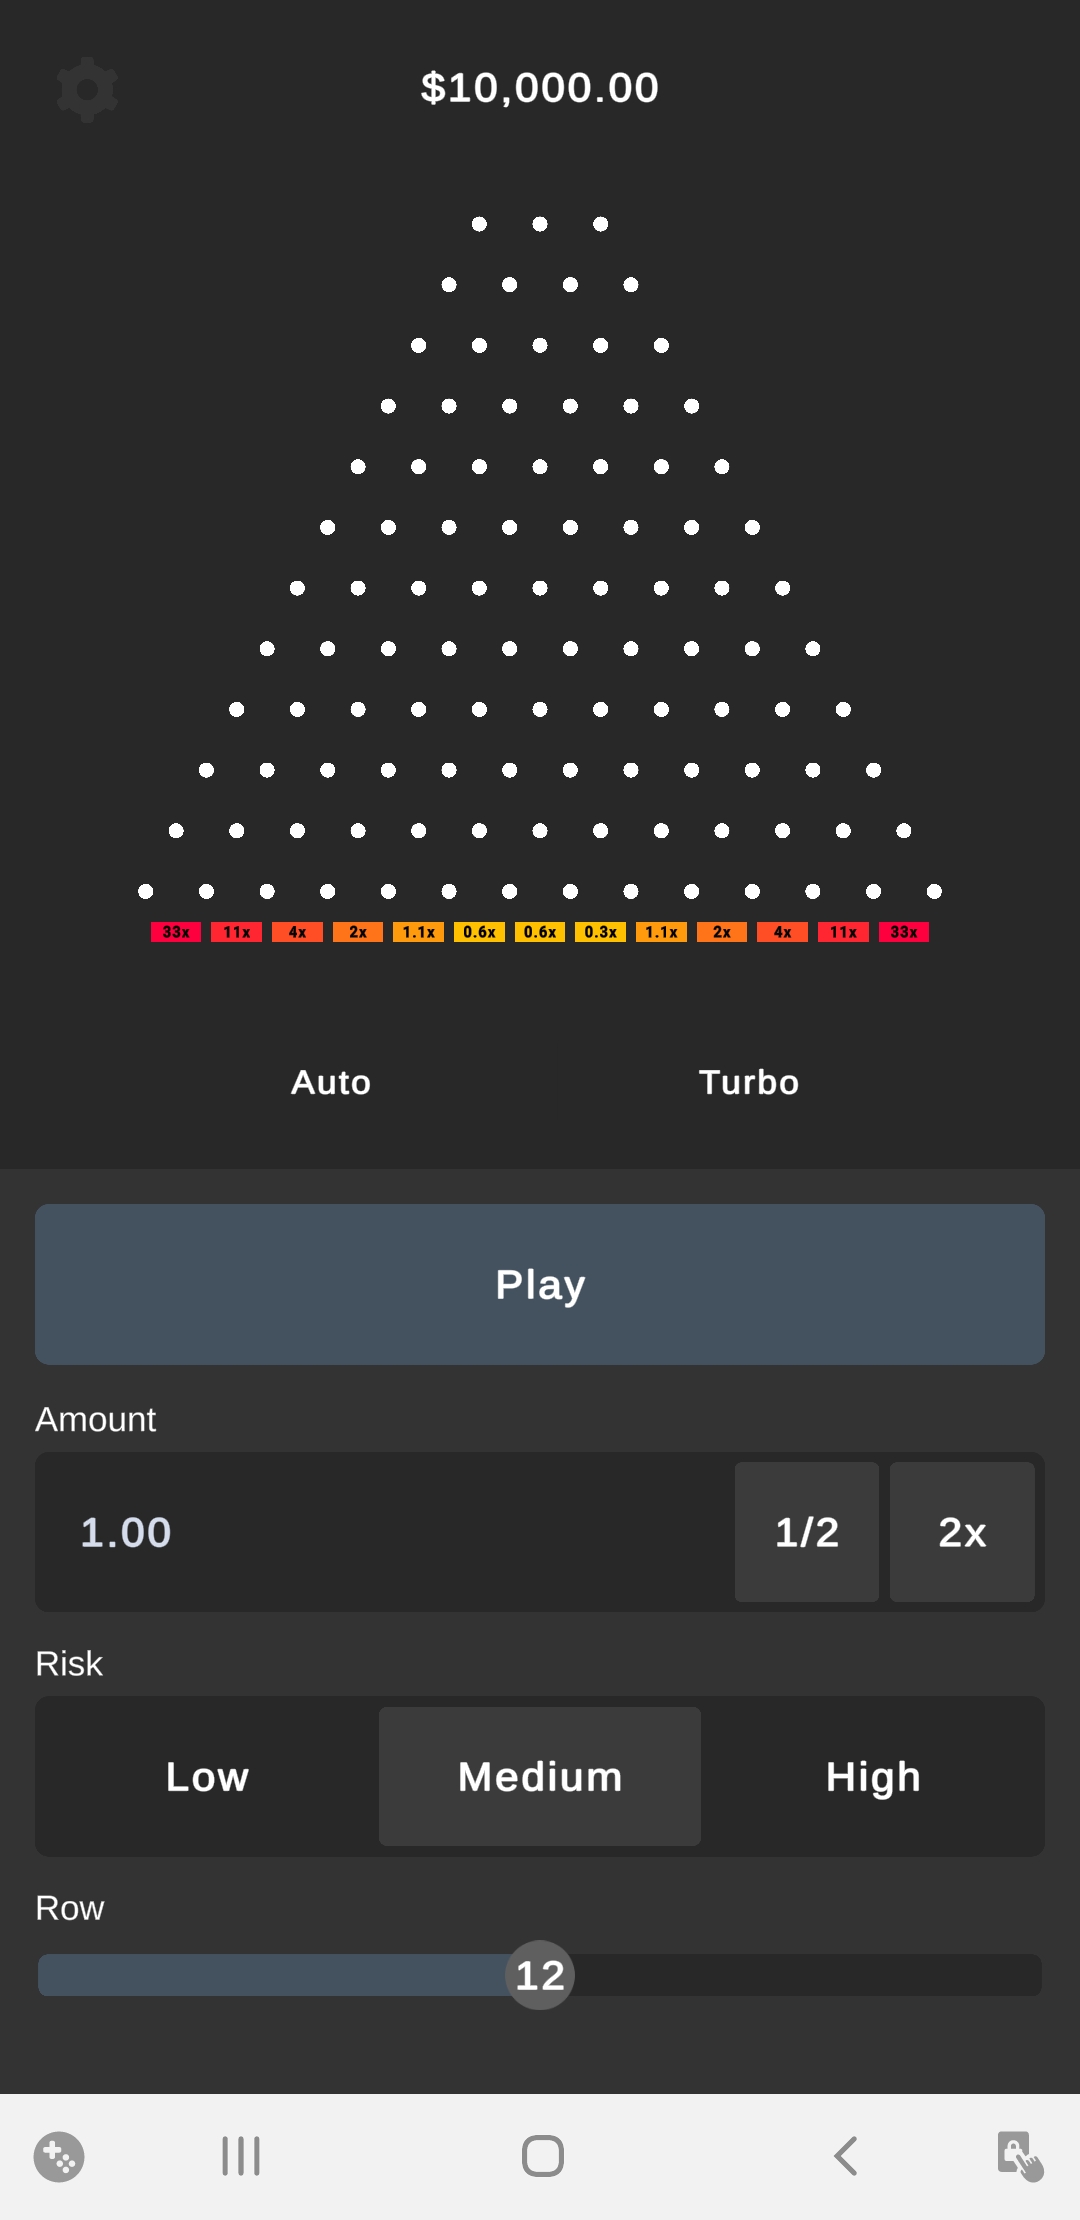 $10,000.00
33x 11x 4x 2x 1.1x 0.6x 0.6x 0.3x 1.1x 2x 4x 11x 33x
Auto Turbo
Play
Amount
1.00 1/2 2x
Risk
Low Medium High
Row
12